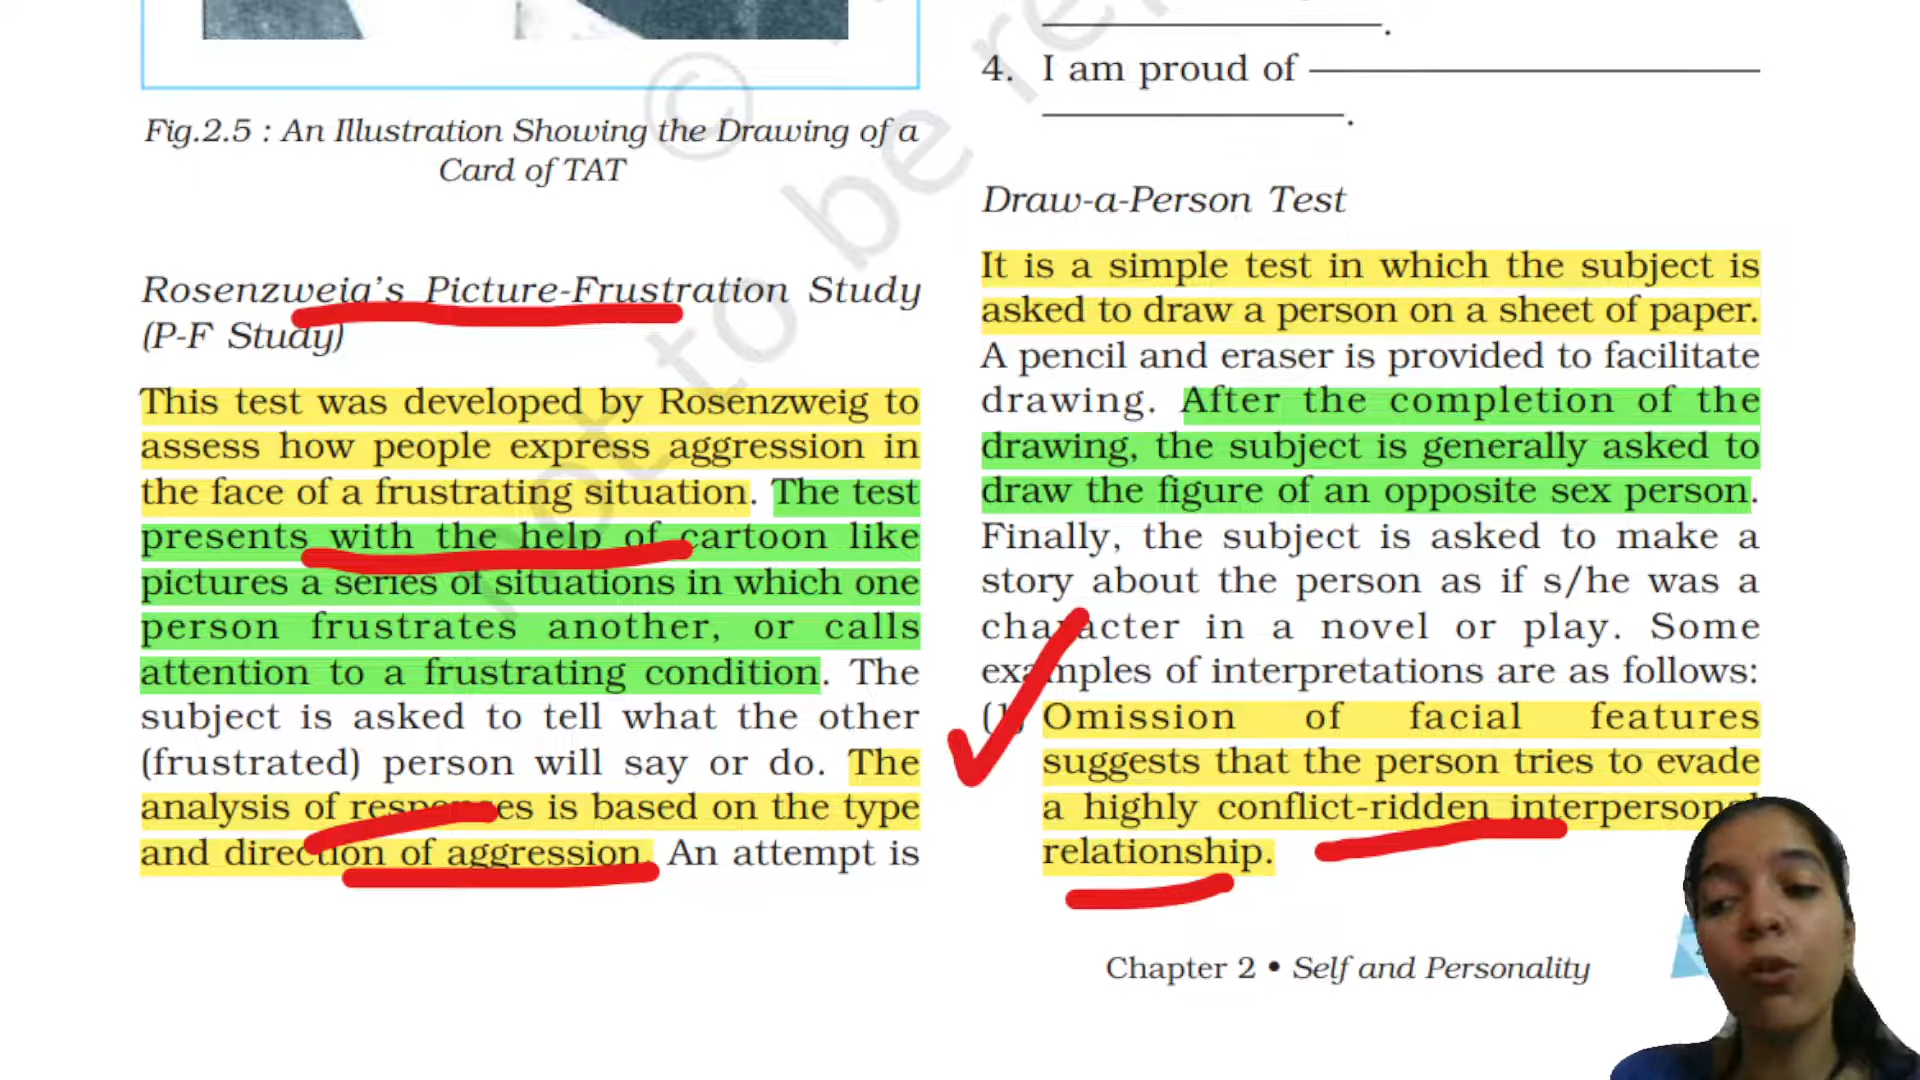 Fig.2.5 : An Illustration Showing the Drawing of a
Card of TAT
Rosenzweig's Picture-Frustration Study
(P-F Study)
This test was developed by Rosenzweig to
assess how people express aggression in
the face of a frustrating situation. The test
presents with the help of cartoon like
pictures a series of situations in which one
person frustrates another, or calls
attention to a frustrating condition. The
subject is asked to tell what the other
(frustrated) person will say or do. The
analysis of responses is based on the type
and direction of aggression. An attempt is
4. I am proud of
.
Draw-a-Person Test
It is a simple test in which the subject is
asked to draw a person on a sheet of paper.
A pencil and eraser is provided to facilitate
drawing. After the completion of the
drawing, the subject is generally asked to
draw the figure of an opposite sex person.
Finally, the subject is asked to make a
story about the person as if s/he was a
character in a novel or play. Some
examples of interpretations are as follows:
(1) Omission of facial features
suggests that the person tries to evade
a highly conflict-ridden interpersonal
relationship.
Chapter 2 • Self and Personality
© 
not to be re